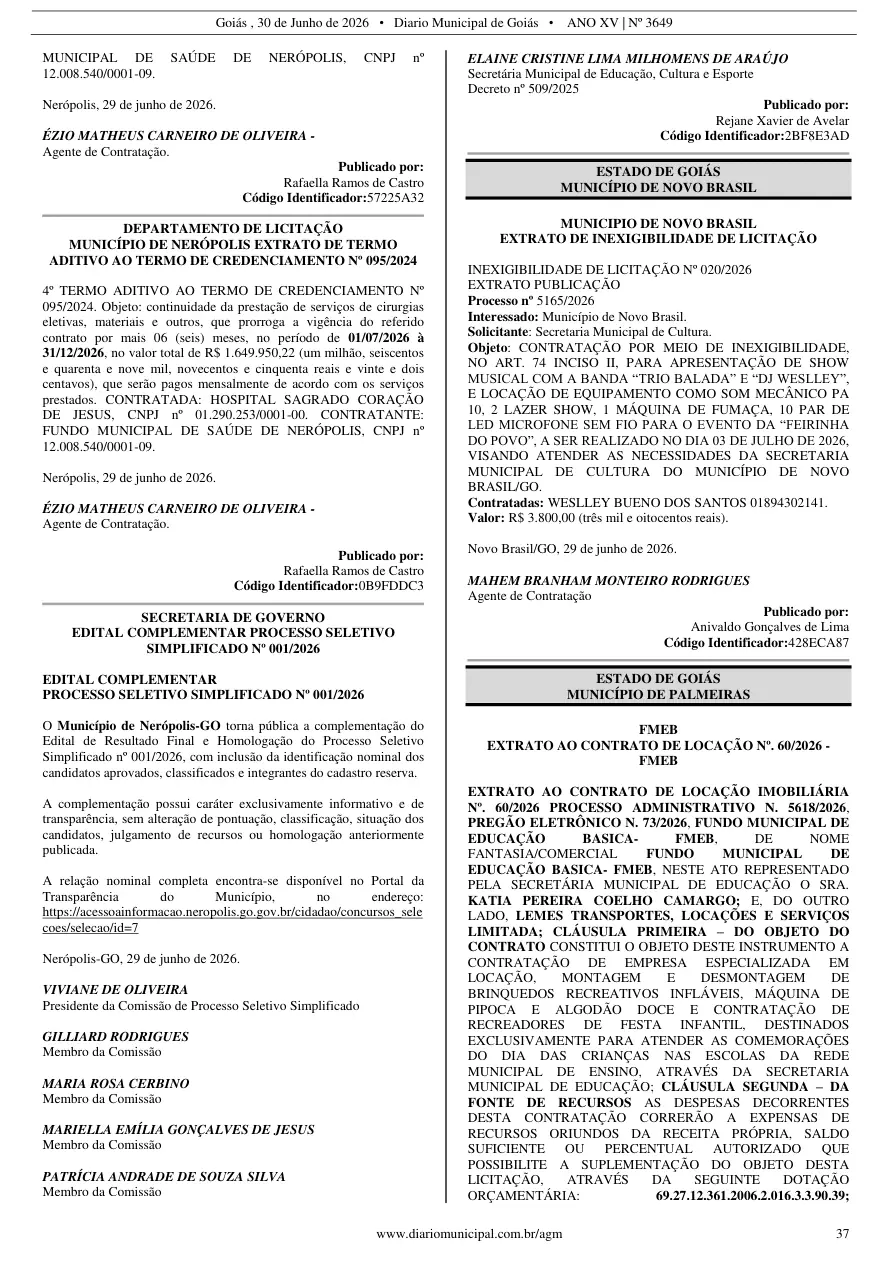 Goiás , 30 de Junho de 2026 • Diario Municipal de Goiás • ANO XV | Nº 3649
MUNICIPAL DE SAÚDE DE NERÓPOLIS, CNPJ nº
12.008.540/0001-09.
Nerópolis, 29 de junho de 2026.
ÉZIO MATHEUS CARNEIRO DE OLIVEIRA -
Agente de Contratação.
Publicado por:
Rafaella Ramos de Castro
Código Identificador:57225A32
DEPARTAMENTO DE LICITAÇÃO
MUNICÍPIO DE NERÓPOLIS EXTRATO DE TERMO
ADITIVO AO TERMO DE CREDENCIAMENTO Nº 095/2024
4º TERMO ADITIVO AO TERMO DE CREDENCIAMENTO Nº
095/2024. Objeto: continuidade da prestação de serviços de cirurgias
eletivas, materiais e outros, que prorroga a vigência do referido
contrato por mais 06 (seis) meses, no período de 01/07/2026 à
31/12/2026, no valor total de R$ 1.649.950,22 (um milhão, seiscentos
e quarenta e nove mil, novecentos e cinquenta reais e vinte e dois
centavos), que serão pagos mensalmente de acordo com os serviços
prestados. CONTRATADA: HOSPITAL SAGRADO CORAÇÃO
DE JESUS, CNPJ nº 01.290.253/0001-00. CONTRATANTE:
FUNDO MUNICIPAL DE SAÚDE DE NERÓPOLIS, CNPJ nº
12.008.540/0001-09.
Nerópolis, 29 de junho de 2026.
ÉZIO MATHEUS CARNEIRO DE OLIVEIRA -
Agente de Contratação.
Publicado por:
Rafaella Ramos de Castro
Código Identificador:0B9FDDC3
SECRETARIA DE GOVERNO
EDITAL COMPLEMENTAR PROCESSO SELETIVO
SIMPLIFICADO Nº 001/2026
EDITAL COMPLEMENTAR
PROCESSO SELETIVO SIMPLIFICADO Nº 001/2026
O Município de Nerópolis-GO torna pública a complementação do
Edital de Resultado Final e Homologação do Processo Seletivo
Simplificado nº 001/2026, com inclusão da identificação nominal dos
candidatos aprovados, classificados e integrantes do cadastro reserva.
A complementação possui caráter exclusivamente informativo e de
transparência, sem alteração de pontuação, classificação, situação dos
candidatos, julgamento de recursos ou homologação anteriormente
publicada.
A relação nominal completa encontra-se disponível no Portal da
Transparência do Município, no endereço:
https://acessoainformacao.neropolis.go.gov.br/cidadao/concursos_sele
coes/selecao/id=7
Nerópolis-GO, 29 de junho de 2026.
VIVIANE DE OLIVEIRA
Presidente da Comissão de Processo Seletivo Simplificado
GILLIARD RODRIGUES
Membro da Comissão
MARIA ROSA CERBINO
Membro da Comissão
MARIELLA EMÍLIA GONÇALVES DE JESUS
Membro da Comissão
PATRÍCIA ANDRADE DE SOUZA SILVA
Membro da Comissão
ELAINE CRISTINE LIMA MILHOMENS DE ARAÚJO
Secretária Municipal de Educação, Cultura e Esporte
Decreto nº 509/2025
Publicado por:
Rejane Xavier de Avelar
Código Identificador:2BF8E3AD
ESTADO DE GOIÁS
MUNICÍPIO DE NOVO BRASIL
MUNICIPIO DE NOVO BRASIL
EXTRATO DE INEXIGIBILIDADE DE LICITAÇÃO
INEXIGIBILIDADE DE LICITAÇÃO Nº 020/2026
EXTRATO PUBLICAÇÃO
Processo nº 5165/2026
Interessado: Município de Novo Brasil.
Solicitante: Secretaria Municipal de Cultura.
Objeto: CONTRATAÇÃO POR MEIO DE INEXIGIBILIDADE,
NO ART. 74 INCISO II, PARA APRESENTAÇÃO DE SHOW
MUSICAL COM A BANDA “TRIO BALADA” E “DJ WESLLEY”,
E LOCAÇÃO DE EQUIPAMENTO COMO SOM MECÂNICO PA
10, 2 LAZER SHOW, 1 MÁQUINA DE FUMAÇA, 10 PAR DE
LED MICROFONE SEM FIO PARA O EVENTO DA “FEIRINHA
DO POVO”, A SER REALIZADO NO DIA 03 DE JULHO DE 2026,
VISANDO ATENDER AS NECESSIDADES DA SECRETARIA
MUNICIPAL DE CULTURA DO MUNICÍPIO DE NOVO
BRASIL/GO.
Contratadas: WESLLEY BUENO DOS SANTOS 01894302141.
Valor: R$ 3.800,00 (três mil e oitocentos reais).
Novo Brasil/GO, 29 de junho de 2026.
MAHEM BRANHAM MONTEIRO RODRIGUES
Agente de Contratação
Publicado por:
Anivaldo Gonçalves de Lima
Código Identificador:428ECA87
ESTADO DE GOIÁS
MUNICÍPIO DE PALMEIRAS
FMEB
EXTRATO AO CONTRATO DE LOCAÇÃO Nº. 60/2026 -
FMEB
EXTRATO AO CONTRATO DE LOCAÇÃO IMOBILIÁRIA
Nº. 60/2026 PROCESSO ADMINISTRATIVO N. 5618/2026,
PREGÃO ELETRÔNICO N. 73/2026, FUNDO MUNICIPAL DE
EDUCAÇÃO BASICA- FMEB, DE NOME
FANTASIA/COMERCIAL FUNDO MUNICIPAL DE
EDUCAÇÃO BASICA- FMEB, NESTE ATO REPRESENTADO
PELA SECRETÁRIA MUNICIPAL DE EDUCAÇÃO O SRA.
KATIA PEREIRA COELHO CAMARGO; E, DO OUTRO
LADO, LEMES TRANSPORTES, LOCAÇÕES E SERVIÇOS
LIMITADA; CLÁUSULA PRIMEIRA – DO OBJETO DO
CONTRATO CONSTITUI O OBJETO DESTE INSTRUMENTO A
CONTRATAÇÃO DE EMPRESA ESPECIALIZADA EM
LOCAÇÃO, MONTAGEM E DESMONTAGEM DE
BRINQUEDOS RECREATIVOS INFLÁVEIS, MÁQUINA DE
PIPOCA E ALGODÃO DOCE E CONTRATAÇÃO DE
RECREADORES DE FESTA INFANTIL, DESTINADOS
EXCLUSIVAMENTE PARA ATENDER AS COMEMORAÇÕES
DO DIA DAS CRIANÇAS NAS ESCOLAS DA REDE
MUNICIPAL DE ENSINO, ATRAVÉS DA SECRETARIA
MUNICIPAL DE EDUCAÇÃO; CLÁUSULA SEGUNDA – DA
FONTE DE RECURSOS AS DESPESAS DECORRENTES
DESTA CONTRATAÇÃO CORRERÃO A EXPENSAS DE
RECURSOS ORIUNDOS DA RECEITA PRÓPRIA, SALDO
SUFICIENTE OU PERCENTUAL AUTORIZADO QUE
POSSIBILITE A SUPLEMENTAÇÃO DO OBJETO DESTA
LICITAÇÃO, ATRAVÉS DA SEGUINTE DOTAÇÃO
ORÇAMENTÁRIA: 69.27.12.361.2006.2.016.3.3.90.39;
www.diariomunicipal.com.br/agm 37